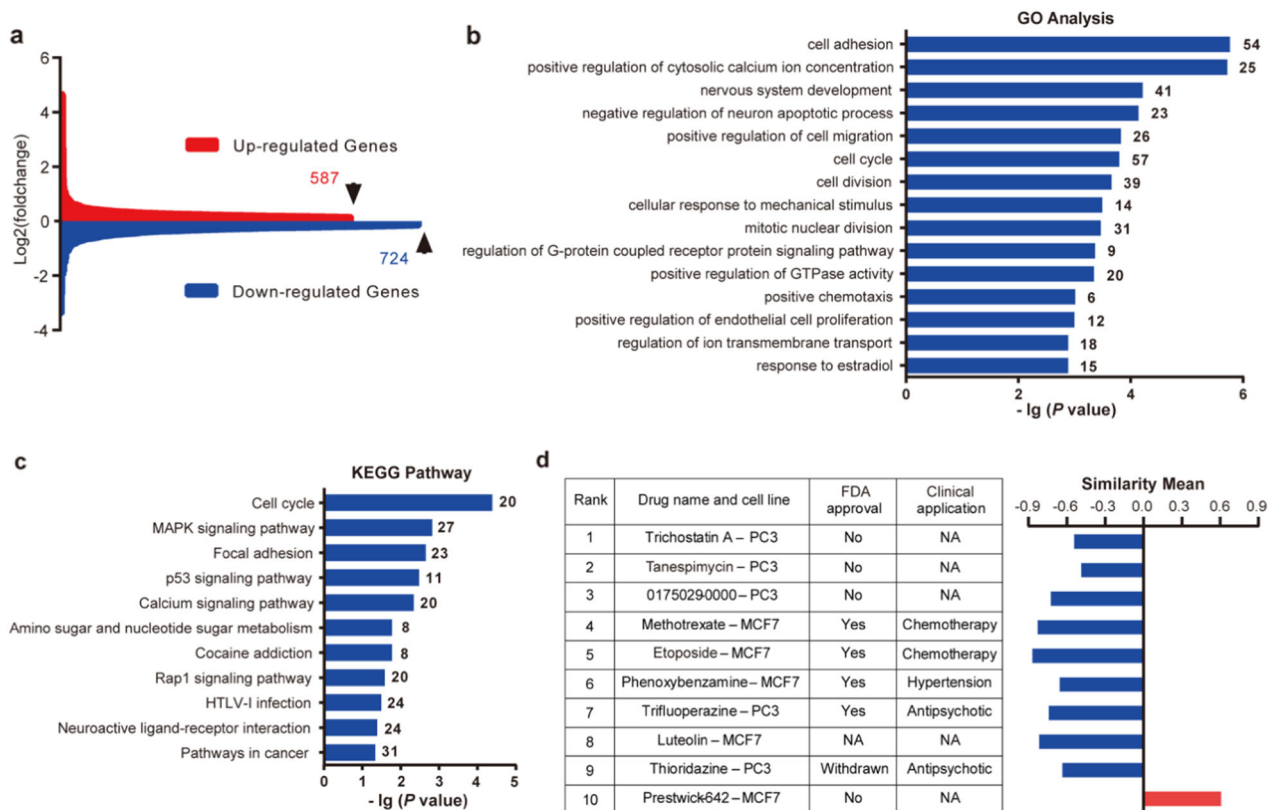 a
6
4
2
0
-2
-4
Log2(foldchange)
Up-regulated Genes
587
724
Down-regulated Genes
b
GO Analysis
cell adhesion 54
positive regulation of cytosolic calcium ion concentration 25
nervous system development 41
negative regulation of neuron apoptotic process 23
positive regulation of cell migration 26
cell cycle 57
cell division 39
cellular response to mechanical stimulus 14
mitotic nuclear division 31
regulation of G-protein coupled receptor protein signaling pathway 9
positive regulation of GTPase activity 20
positive chemotaxis 6
positive regulation of endothelial cell proliferation 12
regulation of ion transmembrane transport 18
response to estradiol 15
0 2 4 6
- lg (P value)
c
KEGG Pathway
Cell cycle 20
MAPK signaling pathway 27
Focal adhesion 23
p53 signaling pathway 11
Calcium signaling pathway 20
Amino sugar and nucleotide sugar metabolism 8
Cocaine addiction 8
Rap1 signaling pathway 20
HTLV-I infection 24
Neuroactive ligand-receptor interaction 24
Pathways in cancer 31
0 1 2 3 4 5
- lg (P value)
d
Rank Drug name and cell line FDA approval Clinical application
1 Trichostatin A – PC3 No NA
2 Tanespimycin – PC3 No NA
3 0175029-0000 – PC3 No NA
4 Methotrexate – MCF7 Yes Chemotherapy
5 Etoposide – MCF7 Yes Chemotherapy
6 Phenoxybenzamine – MCF7 Yes Hypertension
7 Trifluoperazine – PC3 Yes Antipsychotic
8 Luteolin – MCF7 NA NA
9 Thioridazine – PC3 Withdrawn Antipsychotic
10 Prestwick-642 – MCF7 No NA
Similarity Mean
-0.9 -0.6 -0.3 0.0 0.3 0.6 0.9